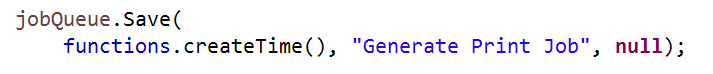 jobQueue.Save(
functions.createTime(), "Generate Print Job", null);